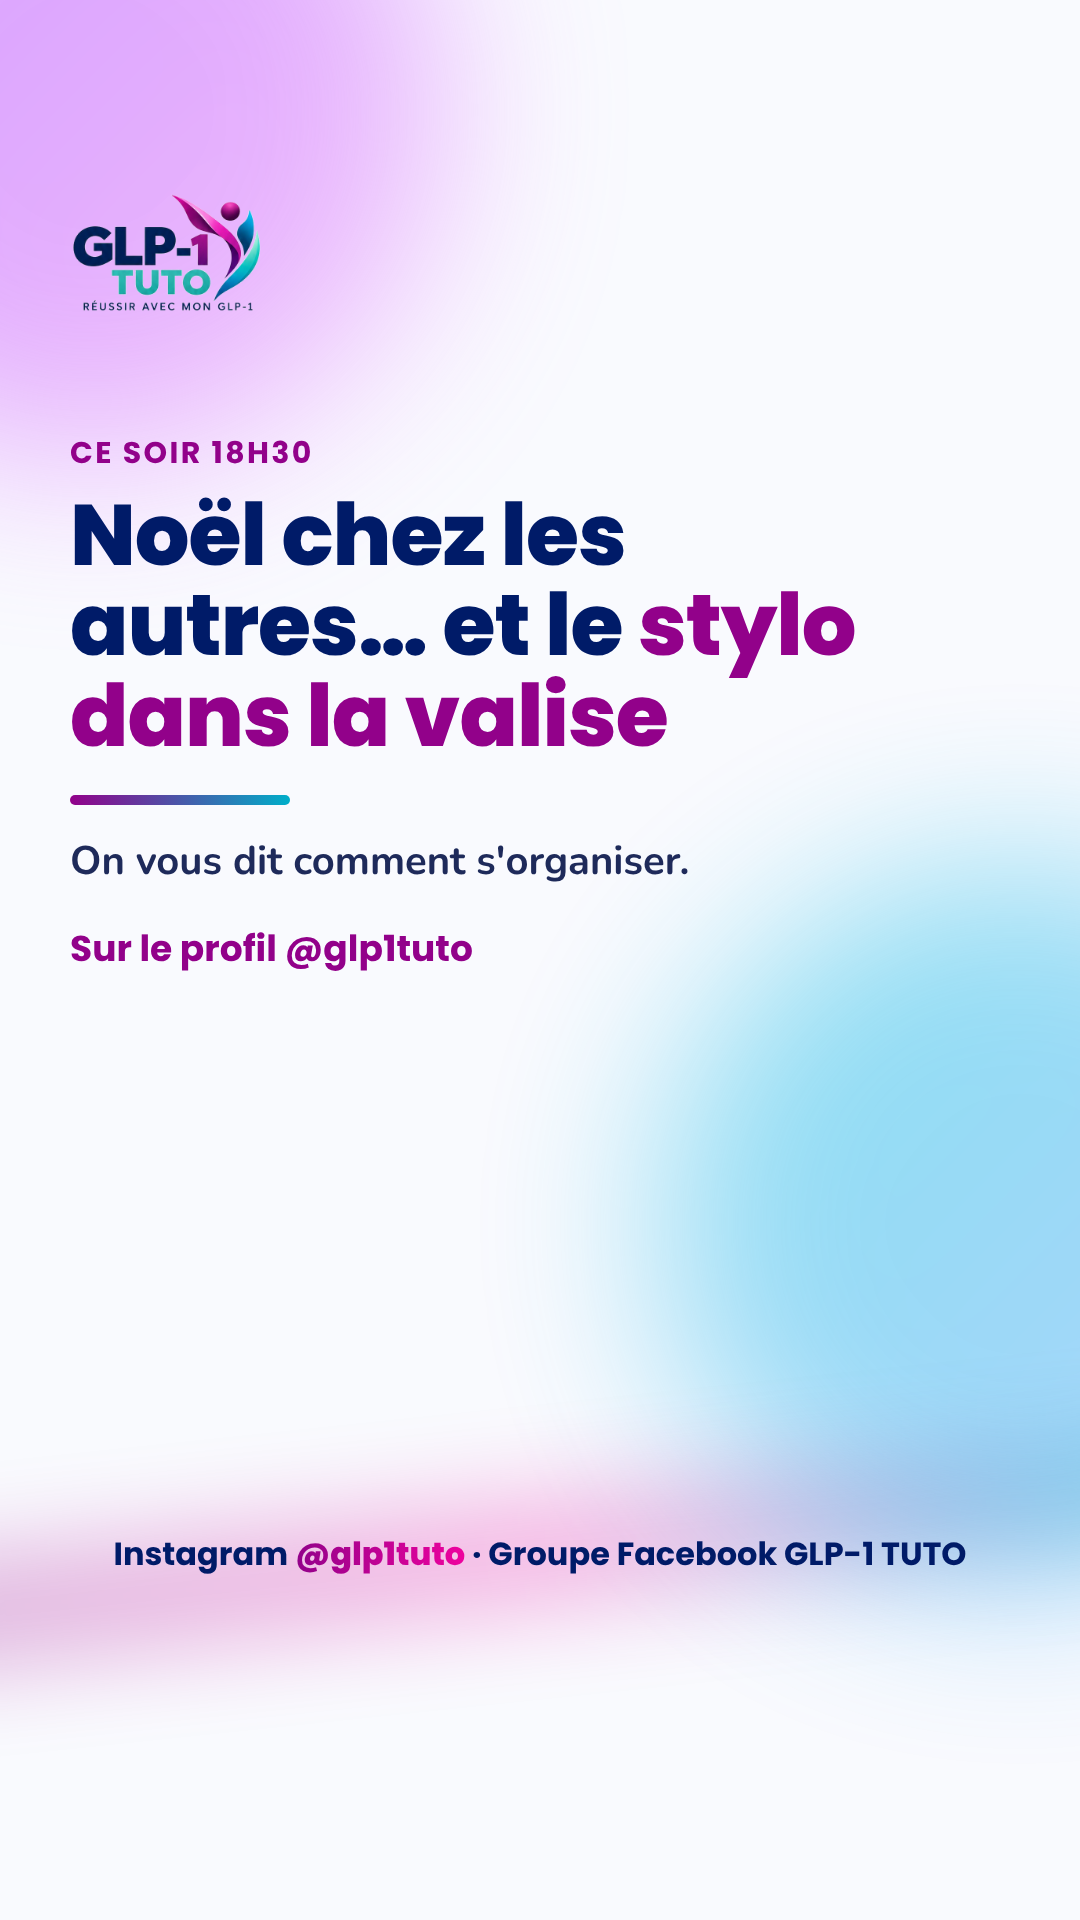 GLP-1
TUTO
RÉUSSIR AVEC MON GLP-1
CE SOIR 18H30
Noël chez les
autres... et le stylo
dans la valise
On vous dit comment s'organiser.
Sur le profil @glp1tuto
Instagram @glp1tuto · Groupe Facebook GLP-1 TUTO